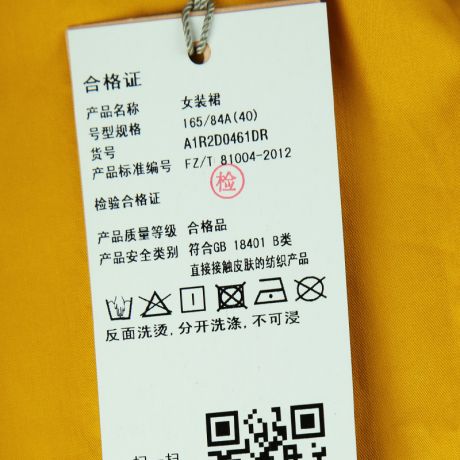 合格证
产品名称 女装裙
号型规格 165/84A(40)
货号 A1R2D0461DR
产品标准编号 FZ/T 81004-2012
检验合格证 检
产品质量等级 合格品
产品安全类别 符合GB 18401 B类
直接接触皮肤的纺织产品
反面洗烫,分开洗涤,不可浸
扫一扫